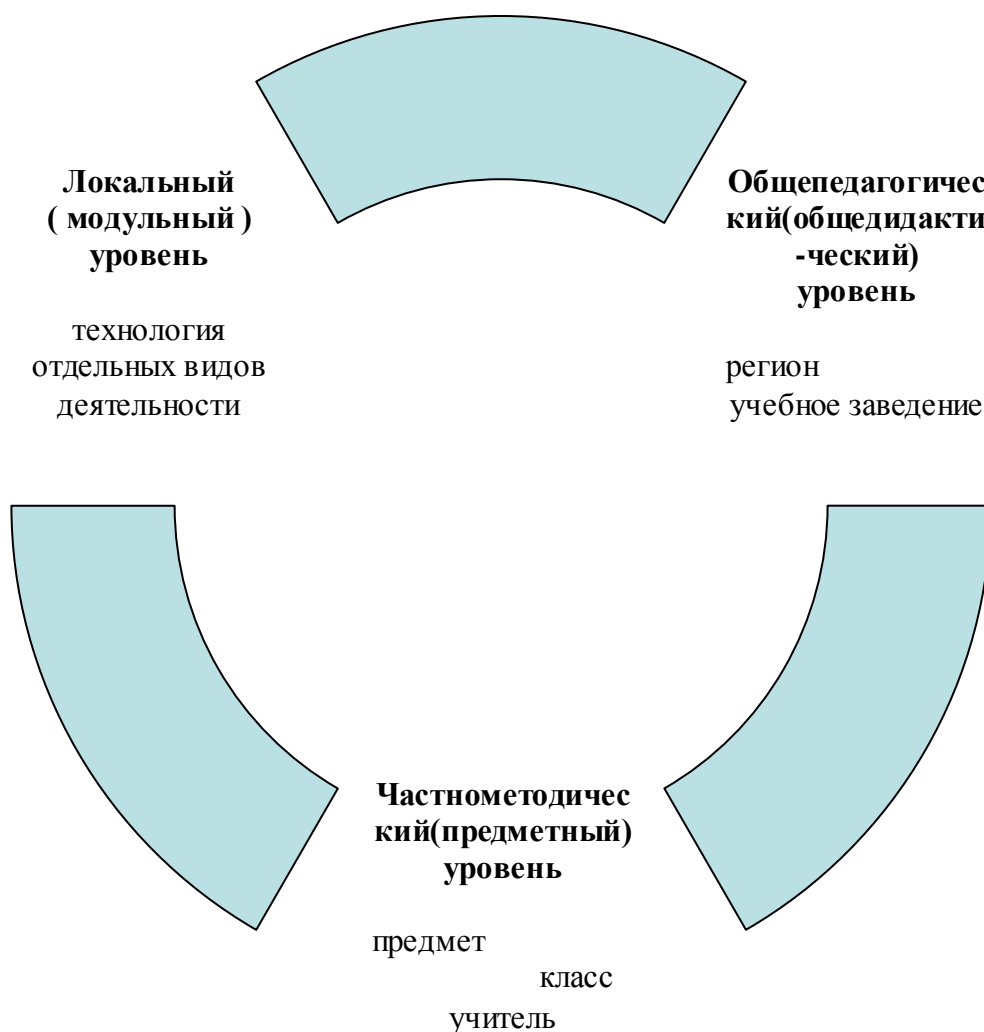 Локальный
( модульный )
уровень
технология
отдельных видов
деятельности
Общепедагогичес
кий(общедидакти
-ческий)
уровень
регион
учебное заведение
Частнометодичес
кий(предметный)
уровень
предмет
класс
учитель